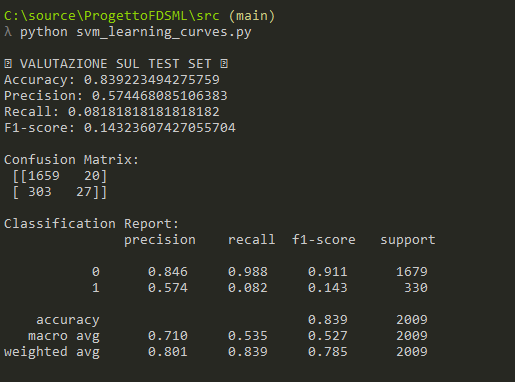 C:\source\ProgettoFDSML\src (main)
λ python svm_learning_curves.py
VALUTAZIONE SUL TEST SET
Accuracy: 0.839223494275759
Precision: 0.574468085106383
Recall: 0.08181818181818182
F1-score: 0.14323607427055704
Confusion Matrix:
[[1659 20]
[ 303 27]]
Classification Report:
precision recall f1-score support
0 0.846 0.988 0.911 1679
1 0.574 0.082 0.143 330
accuracy 0.839 2009
macro avg 0.710 0.535 0.527 2009
weighted avg 0.801 0.839 0.785 2009